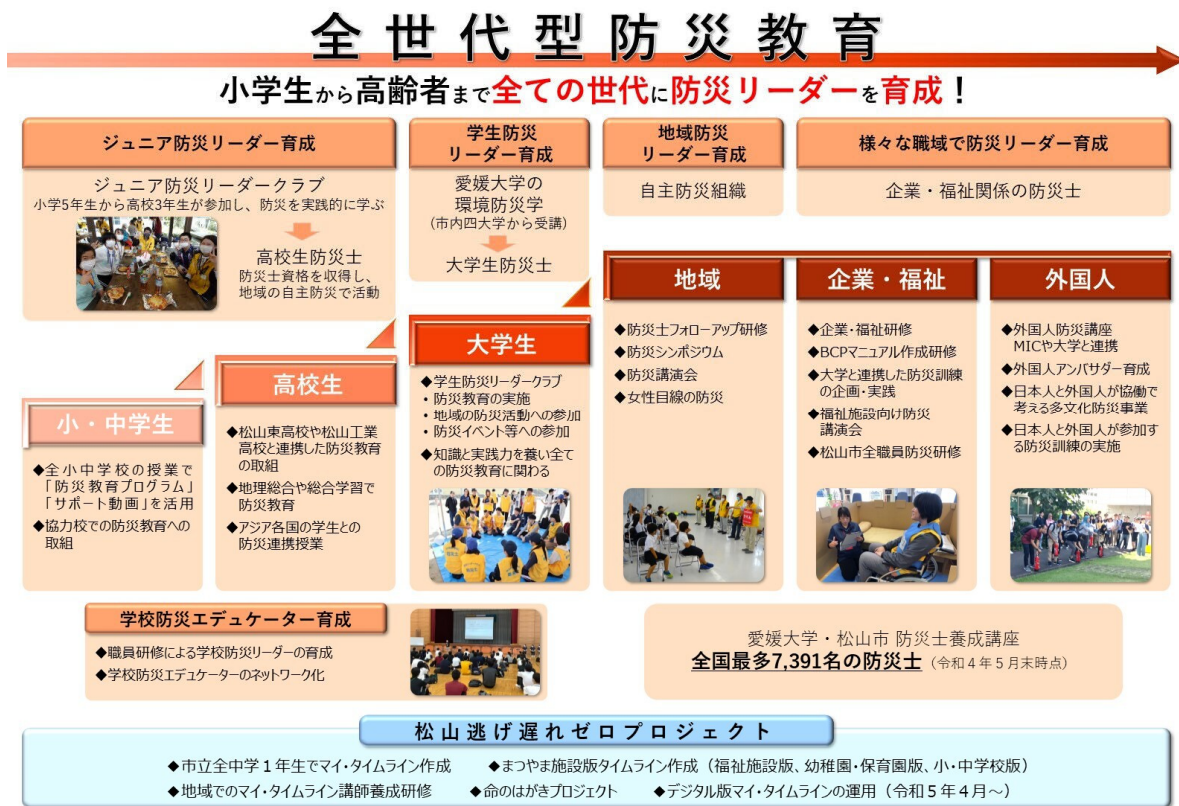 全世代型防災教育
小学生から高齢者まで全ての世代に防災リーダーを育成！
ジュニア防災リーダー育成
ジュニア防災リーダークラブ
小学5年生から高校3年生が参加し、防災を実践的に学ぶ
高校生防災士
防災士資格を収得し、
地域の自主防災で活動
学生防災
リーダー育成
愛媛大学の
環境防災学
(市内四大学から受講)
大学生防災士
地域防災
リーダー育成
自主防災組織
様々な職域で防災リーダー育成
企業・福祉関係の防災士
小・中学生
◆全小中学校の授業で
「防災教育プログラム」
「サポート動画」を活用
◆協力校での防災教育への
取組
高校生
◆松山東高校や松山工業
高校と連携した防災教育
の取組
◆地理総合や総合学習で
防災教育
◆アジア各国の学生との
防災連携授業
大学生
◆学生防災リーダークラブ
・防災教育の実施
・地域の防災活動への参加
・防災イベント等への参加
◆知識と実践力を養い全て
の防災教育に関わる
地域
◆防災士フォローアップ研修
◆防災シンポジウム
◆防災講演会
◆女性目線の防災
企業・福祉
◆企業・福祉研修
◆BCPマニュアル作成研修
◆大学と連携した防災訓練
の企画・実践
◆福祉施設向け防災
講演会
◆松山市全職員防災研修
外国人
◆外国人防災講座
MICや大学と連携
◆外国人アンバサダー育成
◆日本人と外国人が協働で
考える多文化防災事業
◆日本人と外国人が参加す
る防災訓練の実施
学校防災エデュケーター育成
◆職員研修による学校防災リーダーの育成
◆学校防災エデュケーターのネットワーク化
愛媛大学・松山市 防災士養成講座
全国最多7,391名の防災士（令和４年５月末時点）
松山逃げ遅れゼロプロジェクト
◆市立全中学１年生でマイ・タイムライン作成 ◆まつやま施設版タイムライン作成（福祉施設版、幼稚園・保育園版、小・中学校版）
◆地域でのマイ・タイムライン講師養成研修 ◆命のはがきプロジェクト ◆デジタル版マイ・タイムラインの運用（令和５年４月～）